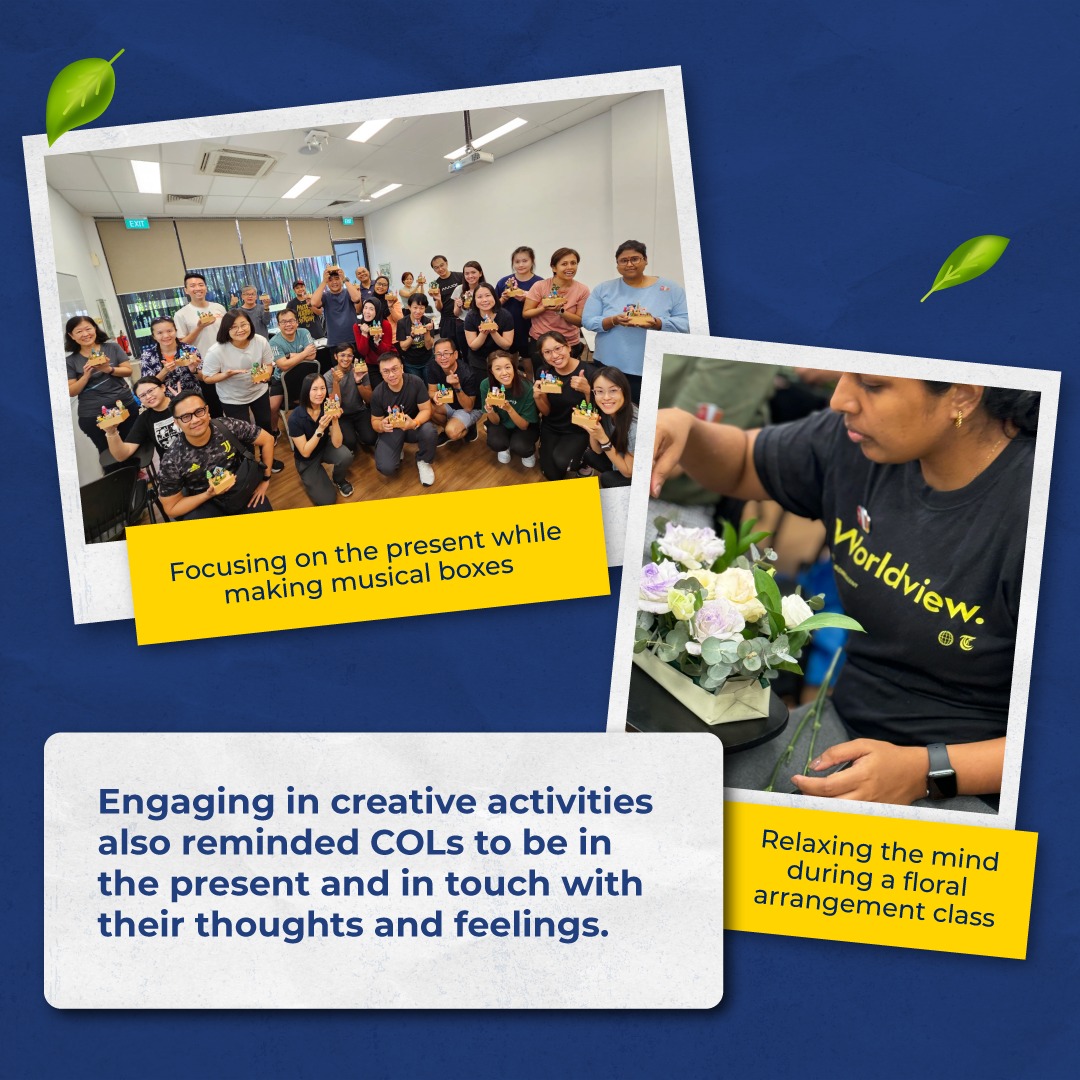 EXIT
Focusing on the present while
making musical boxes
Worldview.
Engaging in creative activities
also reminded COLs to be in
the present and in touch with
their thoughts and feelings.
Relaxing the mind
during a floral
arrangement class